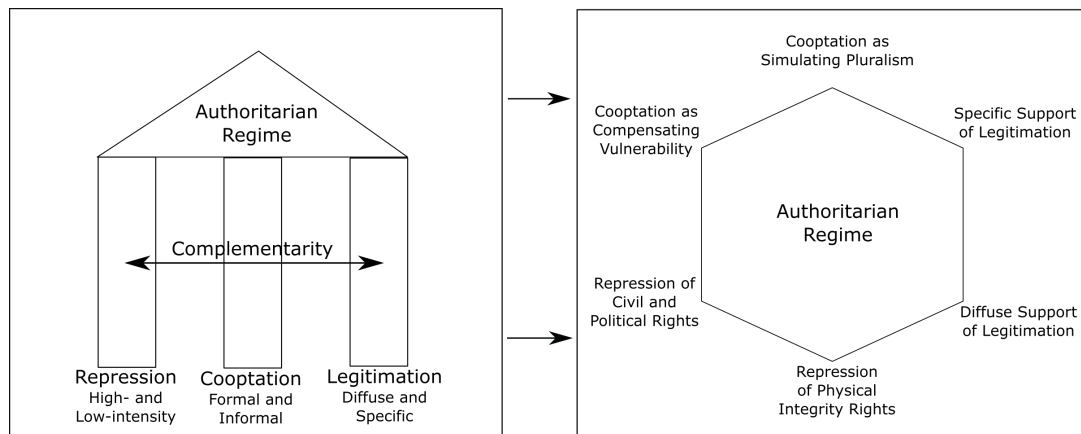 Authoritarian
Regime
Complementarity
Repression
High- and
Low-intensity
Cooptation
Formal and
Informal
Legitimation
Diffuse and
Specific
Cooptation as
Simulating Pluralism
Cooptation as
Compensating
Vulnerability
Specific Support
of Legitimation
Authoritarian
Regime
Repression of
Civil and
Political Rights
Diffuse Support
of Legitimation
Repression
of Physical
Integrity Rights